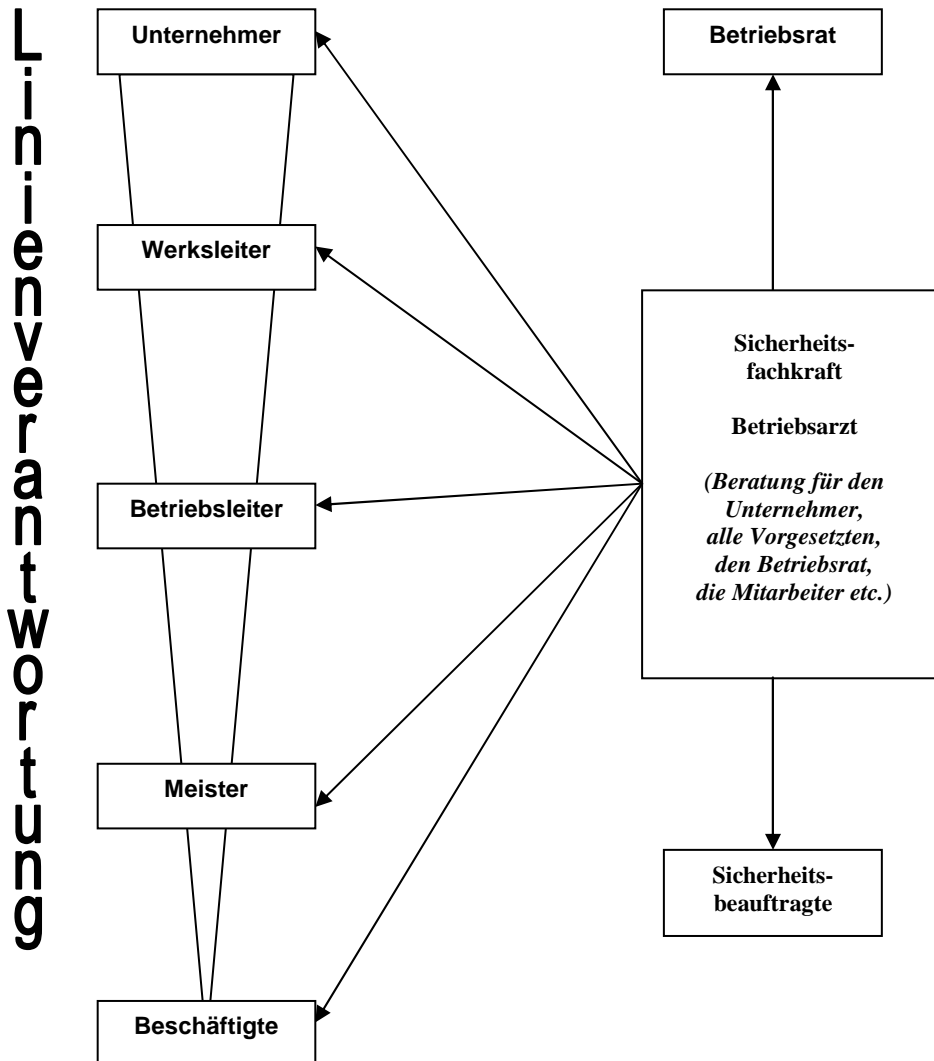 Linienverantwortung
Unternehmer
Werksleiter
Betriebsleiter
Meister
Beschäftigte
Betriebsrat
Sicherheits-
fachkraft
Betriebsarzt
(Beratung für den
Unternehmer,
alle Vorgesetzten,
den Betriebsrat,
die Mitarbeiter etc.)
Sicherheits-
beauftragte